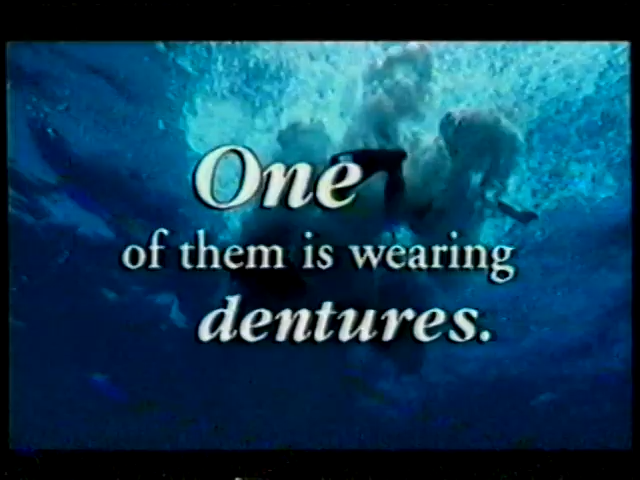 One
of them is wearing
dentures.